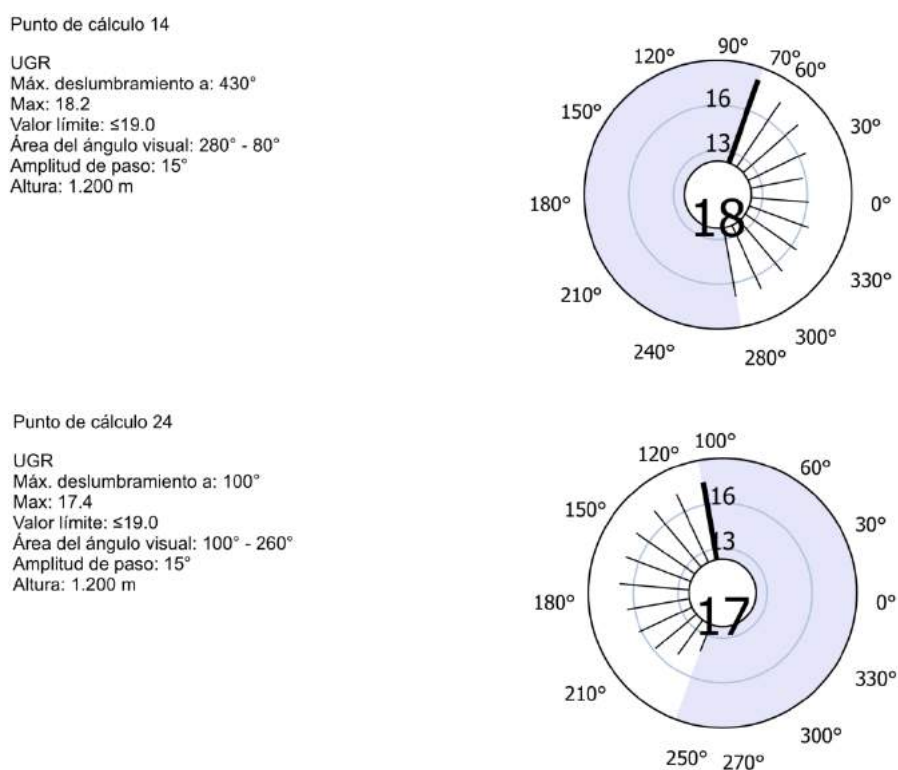 Punto de cálculo 14
UGR
Máx. deslumbramiento a: 430°
Max: 18.2
Valor límite: ≤19.0
Área del ángulo visual: 280° - 80°
Amplitud de paso: 15°
Altura: 1.200 m
90°
120°
70°
60°
16
150°
30°
13
180°
18
0°
210°
330°
240°
280°
300°
Punto de cálculo 24
UGR
Máx. deslumbramiento a: 100°
Max: 17.4
Valor límite: ≤19.0
Área del ángulo visual: 100° - 260°
Amplitud de paso: 15°
Altura: 1.200 m
100°
120°
60°
16
150°
30°
13
180°
17
0°
210°
330°
300°
250°
270°